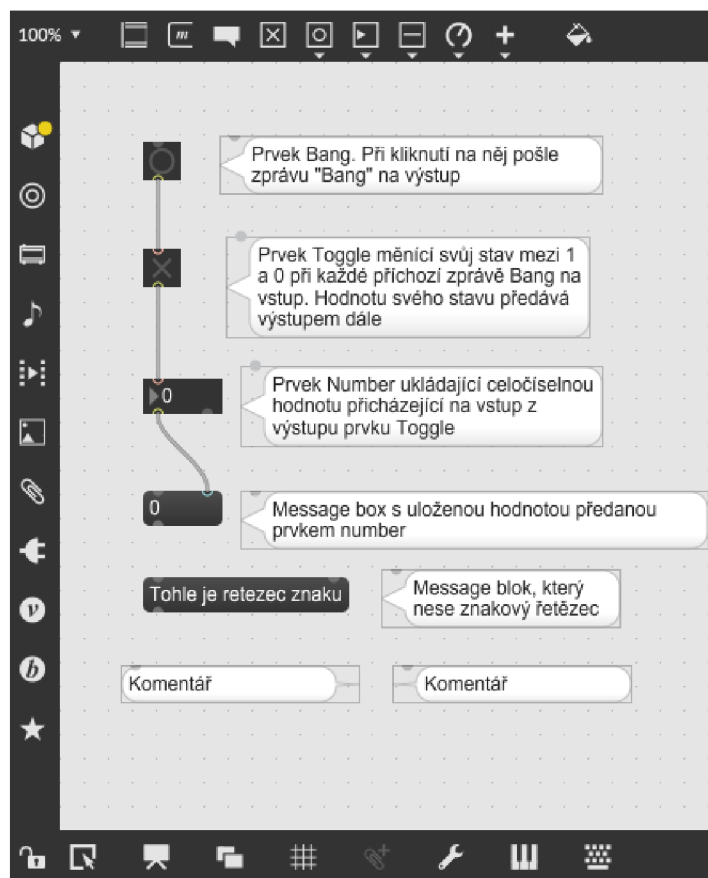 100%
m
Prvek Bang. Při kliknutí na něj pošle
zprávu "Bang" na výstup
Prvek Toggle měnící svůj stav mezi 1
a 0 při každé příchozí zprávě Bang na
vstup. Hodnotu svého stavu předává
výstupem dále
0
Prvek Number ukládající celočíselnou
hodnotu přicházející na vstup z
výstupu prvku Toggle
0
Message box s uloženou hodnotou předanou
prvkem number
Tohle je retezec znaku
Message blok, který
nese znakový řetězec
Komentář
Komentář
v
b